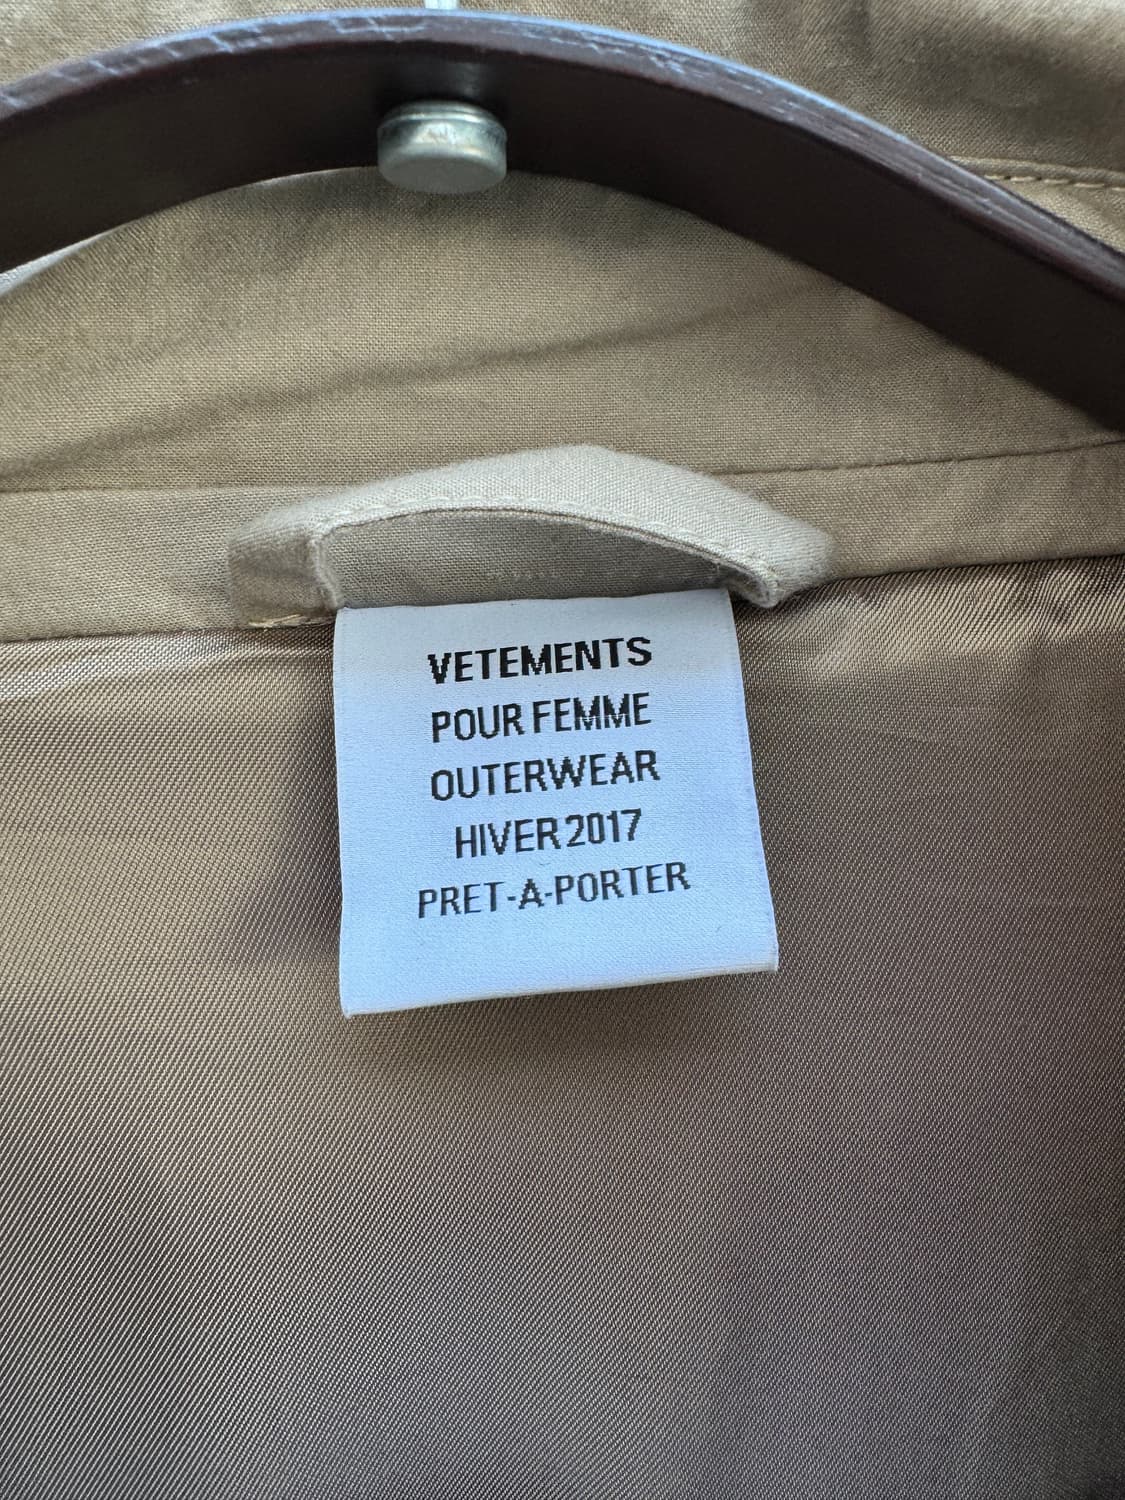 VETEMENTS
POUR FEMME
OUTERWEAR
HIVER 2017
PRET-A-PORTER